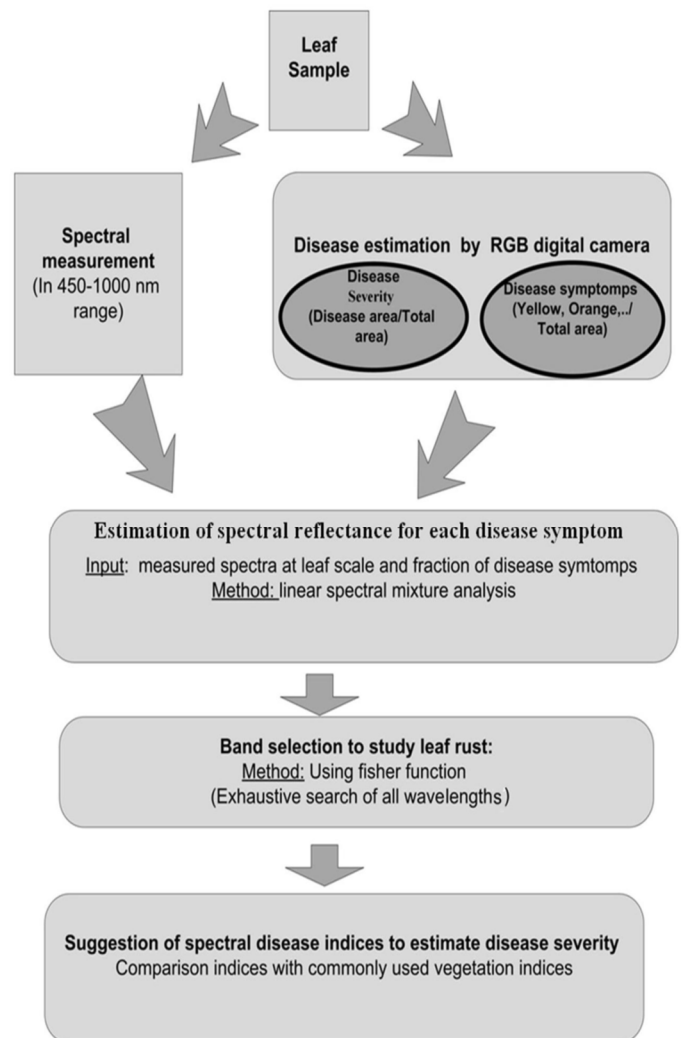 Leaf
Sample
Spectral
measurement
(In 450-1000 nm
range)
Disease estimation by RGB digital camera
Disease
Severity
(Disease area/Total
area)
Disease symptomps
(Yellow, Orange,../
Total area)
Estimation of spectral reflectance for each disease symptom
Input: measured spectra at leaf scale and fraction of disease symtomps
Method: linear spectral mixture analysis
Band selection to study leaf rust:
Method: Using fisher function
(Exhaustive search of all wavelengths)
Suggestion of spectral disease indices to estimate disease severity
Comparison indices with commonly used vegetation indices